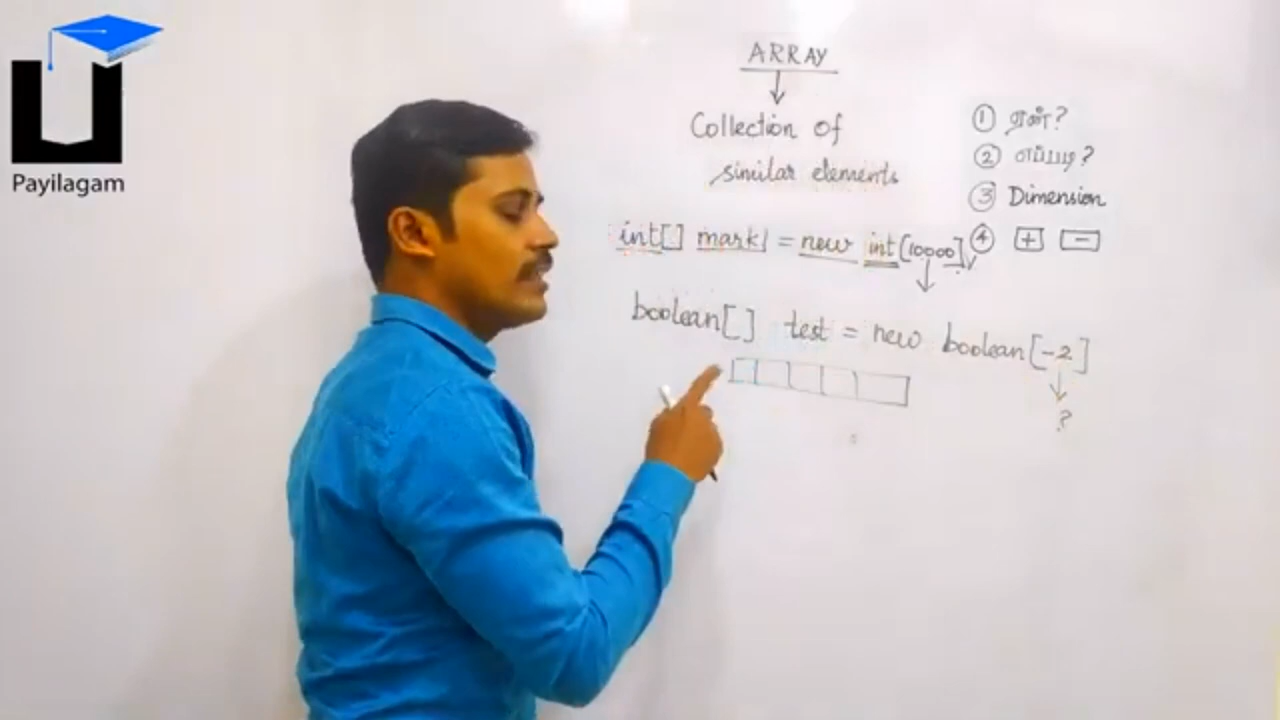 Payilagam
ARRAY
Collection of
similar elements
① ஏன்?
② எப்படி?
③ Dimension
④ + -
int[] mark1 = new int[10000]
boolean[] test = new boolean[-2]
?